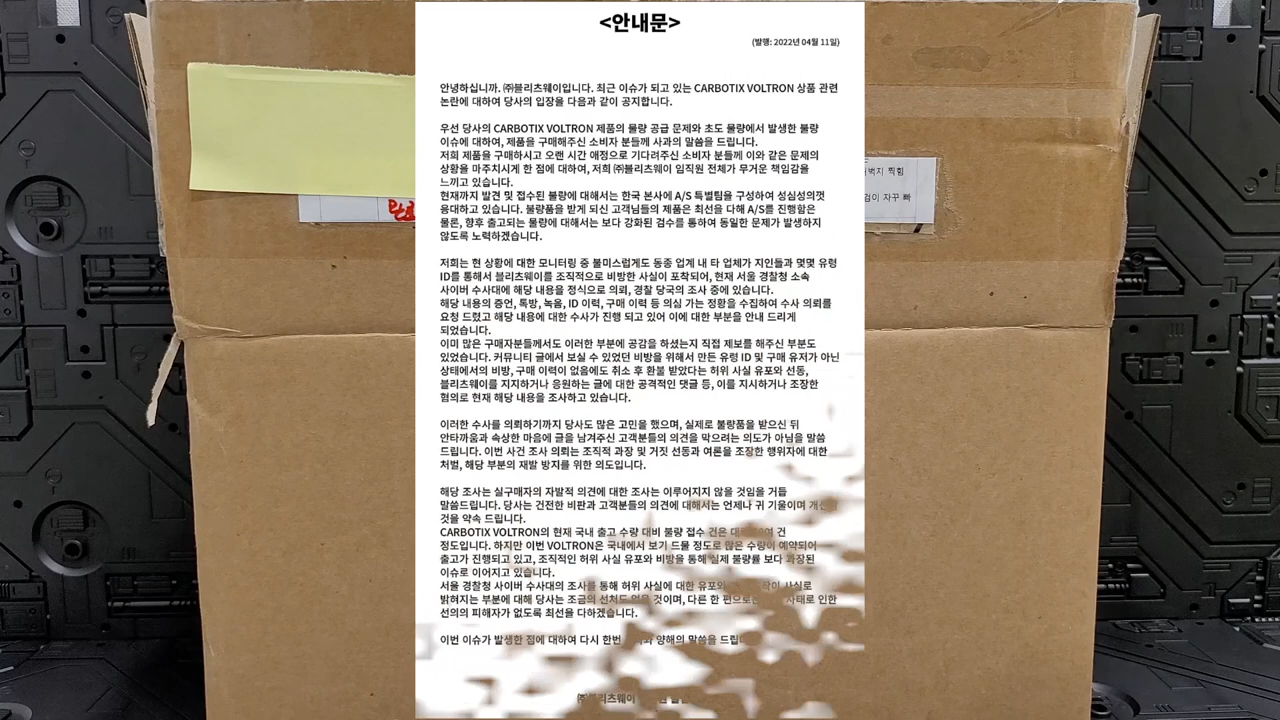 <안내문>
(발행: 2022년 04월 11일)
안녕하십니까. ㈜블리츠웨이입니다. 최근 이슈가 되고 있는 CARBOTIX VOLTRON 상품 관련
논란에 대하여 당사의 입장을 다음과 같이 공지합니다.
우선 당사의 CARBOTIX VOLTRON 제품의 물량 공급 문제와 초도 물량에서 발생한 불량
이슈에 대하여, 제품을 구매해주신 소비자 분들께 사과의 말씀을 드립니다.
저희 제품을 구매하시고 오랜 시간 애정으로 기다려주신 소비자 분들께 이와 같은 문제의
상황을 마주치시게 한 점에 대하여, 저희 ㈜블리츠웨이 임직원 전체가 무거운 책임감을
느끼고 있습니다.
현재까지 발견 및 접수된 불량에 대해서는 한국 본사에 A/S 특별팀을 구성하여 성심성의껏
응대하고 있습니다. 불량품을 받게 되신 고객님들의 제품은 최선을 다해 A/S를 진행함은
물론, 향후 출고되는 물량에 대해서는 보다 강화된 검수를 통하여 동일한 문제가 발생하지
않도록 노력하겠습니다.
저희는 현 상황에 대한 모니터링 중 불미스럽게도 동종 업계 내 타 업체가 지인들과 몇몇 유령
ID를 통해서 블리츠웨이를 조직적으로 비방한 사실이 포착되어, 현재 서울 경찰청 소속
사이버 수사대에 해당 내용을 정식으로 의뢰, 경찰 당국의 조사 중에 있습니다.
해당 내용의 증언, 톡방, 녹음, ID 이력, 구매 이력 등 의심 가는 정황을 수집하여 수사 의뢰를
요청 드렸고 해당 내용에 대한 수사가 진행 되고 있어 이에 대한 부분을 안내 드리게
되었습니다.
이미 많은 구매자분들께서도 이러한 부분에 공감을 하셨는지 직접 제보를 해주신 부분도
있었습니다. 커뮤니티 글에서 보실 수 있었던 비방을 위해서 만든 유령 ID 및 구매 유저가 아닌
상태에서의 비방, 구매 이력이 없음에도 취소 후 환불 받았다는 허위 사실 유포와 선동,
블리츠웨이를 지지하거나 응원하는 글에 대한 공격적인 댓글 등, 이를 지시하거나 조장한
혐의로 현재 해당 내용을 조사하고 있습니다.
이러한 수사를 의뢰하기까지 당사도 많은 고민을 했으며, 실제로 불량품을 받으신 뒤
안타까움과 속상한 마음에 글을 남겨주신 고객분들의 의견을 막으려는 의도가 아님을 말씀
드립니다. 이번 사건 조사 의뢰는 조직적 과장 및 거짓 선동과 여론을 조장한 행위자에 대한
처벌, 해당 부분의 재발 방지를 위한 의도입니다.
해당 조사는 실구매자의 자발적 의견에 대한 조사는 이루어지지 않을 것임을 거듭
말씀드립니다. 당사는 건전한 비판과 고객분들의 의견에 대해서는 언제나 귀 기울이며
것을 약속 드립니다.
CARBOTIX VOLTRON의 현재 국내 출고 수량 대비 불량 접수 건은 건
정도입니다. 하지만 이번 VOLTRON은 국내에서 보기 드물 정도로 많은 수량이 예약되어
출고가 진행되고 있고, 조직적인 허위 사실 유포와 비방을 통해 실제 불량률 보다 과장된
이슈로 이어지고 있습니다.
서울 경찰청 사이버 수사대의 조사를 통해 허위 사실에 대한 유포와 사실로
밝혀지는 부분에 대해 당사는 조금의 선처도 없을 것이며, 다른 한 편으로 사태로 인한
선의의 피해자가 없도록 최선을 다하겠습니다.
이번 이슈가 발생한 점에 대하여 다시 한번 양해의 말씀을
㈜블리츠웨이
찍힘
자꾸 빠